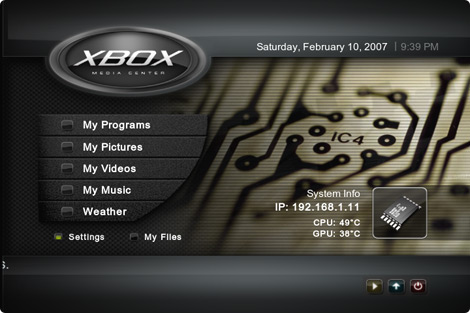 XBOX
MEDIA CENTER
Saturday, February 10, 2007 | 9:39 PM
My Programs
My Pictures
My Videos
My Music
Weather
Settings
My Files
IC4
System Info
IP: 192.168.1.11
CPU: 49°C
GPU: 38°C
s.